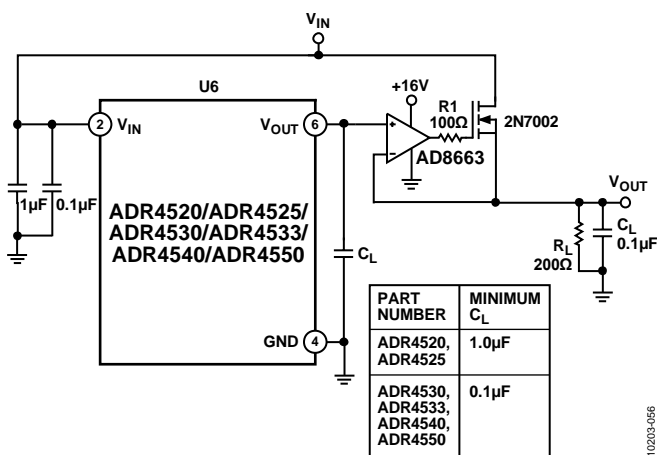 VIN
U6
+16V
R1
100Ω
2N7002
2
VIN
VOUT
6
+
−
AD8663
VOUT
1µF
0.1µF
ADR4520/ADR4525/
ADR4530/ADR4533/
ADR4540/ADR4550
CL
RL
200Ω
CL
0.1µF
GND
4
PART
NUMBER
MINIMUM
CL
ADR4520,
ADR4525
1.0µF
ADR4530,
ADR4533,
ADR4540,
ADR4550
0.1µF
10203-056